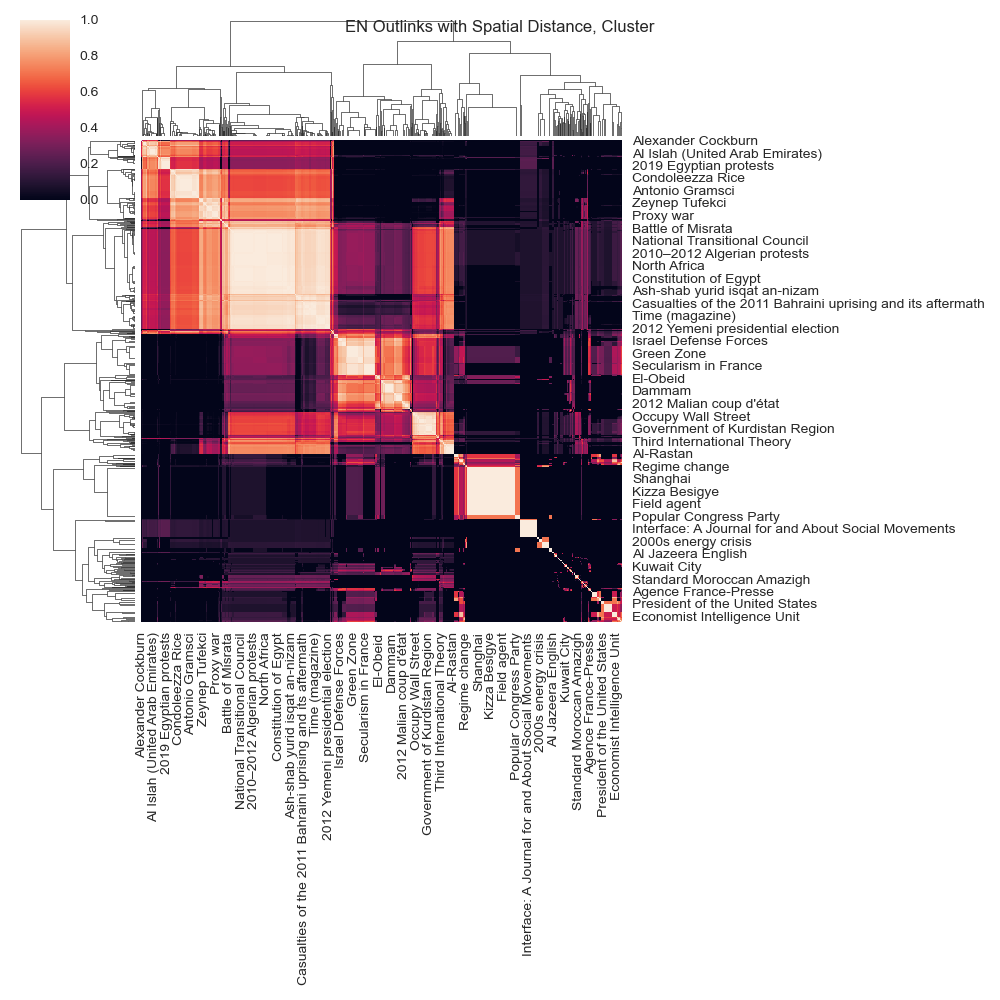 EN Outlinks with Spatial Distance, Cluster
1.0
0.8
0.6
0.4
0.2
0.0
Alexander Cockburn
Al Islah (United Arab Emirates)
2019 Egyptian protests
Condoleezza Rice
Antonio Gramsci
Zeynep Tufekci
Proxy war
Battle of Misrata
National Transitional Council
2010–2012 Algerian protests
North Africa
Constitution of Egypt
Ash-shab yurid isqat an-nizam
Casualties of the 2011 Bahraini uprising and its aftermath
Time (magazine)
2012 Yemeni presidential election
Israel Defense Forces
Green Zone
Secularism in France
El-Obeid
Dammam
2012 Malian coup d'état
Occupy Wall Street
Government of Kurdistan Region
Third International Theory
Al-Rastan
Regime change
Shanghai
Kizza Besigye
Field agent
Popular Congress Party
Interface: A Journal for and About Social Movements
2000s energy crisis
Al Jazeera English
Kuwait City
Standard Moroccan Amazigh
Agence France-Presse
President of the United States
Economist Intelligence Unit
Alexander Cockburn
Al Islah (United Arab Emirates)
2019 Egyptian protests
Condoleezza Rice
Antonio Gramsci
Zeynep Tufekci
Proxy war
Battle of Misrata
National Transitional Council
2010–2012 Algerian protests
North Africa
Constitution of Egypt
Ash-shab yurid isqat an-nizam
Casualties of the 2011 Bahraini uprising and its aftermath
Time (magazine)
2012 Yemeni presidential election
Israel Defense Forces
Green Zone
Secularism in France
El-Obeid
Dammam
2012 Malian coup d'état
Occupy Wall Street
Government of Kurdistan Region
Third International Theory
Al-Rastan
Regime change
Shanghai
Kizza Besigye
Field agent
Popular Congress Party
Interface: A Journal for and About Social Movements
2000s energy crisis
Al Jazeera English
Kuwait City
Standard Moroccan Amazigh
Agence France-Presse
President of the United States
Economist Intelligence Unit